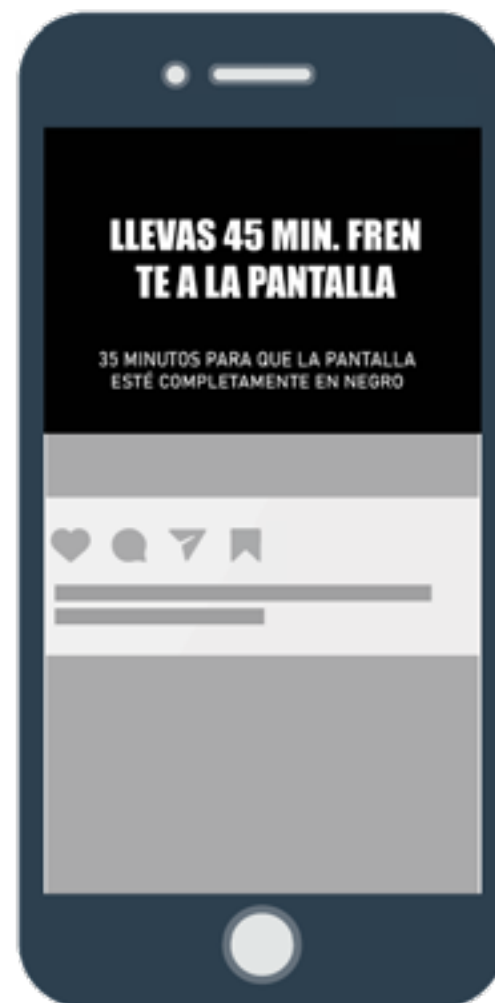 LLEVAS 45 MIN. FREN
TE A LA PANTALLA
35 MINUTOS PARA QUE LA PANTALLA
ESTÉ COMPLETAMENTE EN NEGRO